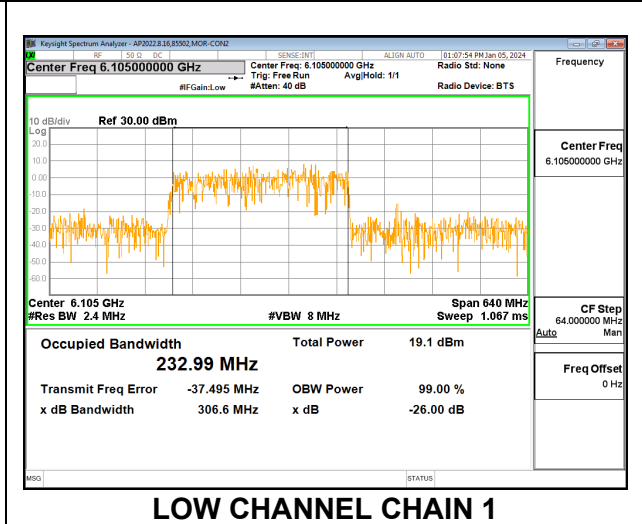 Keysight Spectrum Analyzer - AP2022.8.16,85502,MOR-CON2
RF 50 Ω DC SENSE:INT ALIGN AUTO 01:07:54 PM Jan 05, 2024
Center Freq 6.105000000 GHz
Center Freq: 6.105000000 GHz Radio Std: None
Trig: Free Run Avg|Hold: 1/1
#IFGain:Low #Atten: 40 dB Radio Device: BTS
Frequency
10 dB/div Ref 30.00 dBm
Log
20.0
10.0
0.00
-10.0
-20.0
-30.0
-40.0
-50.0
-60.0
Center 6.105 GHz Span 640 MHz
#Res BW 2.4 MHz #VBW 8 MHz Sweep 1.067 ms
Occupied Bandwidth Total Power 19.1 dBm
232.99 MHz
Transmit Freq Error -37.495 MHz OBW Power 99.00 %
x dB Bandwidth 306.6 MHz x dB -26.00 dB
Center Freq
6.105000000 GHz
CF Step
64.000000 MHz
Auto Man
Freq Offset
0 Hz
MSG STATUS
LOW CHANNEL CHAIN 1